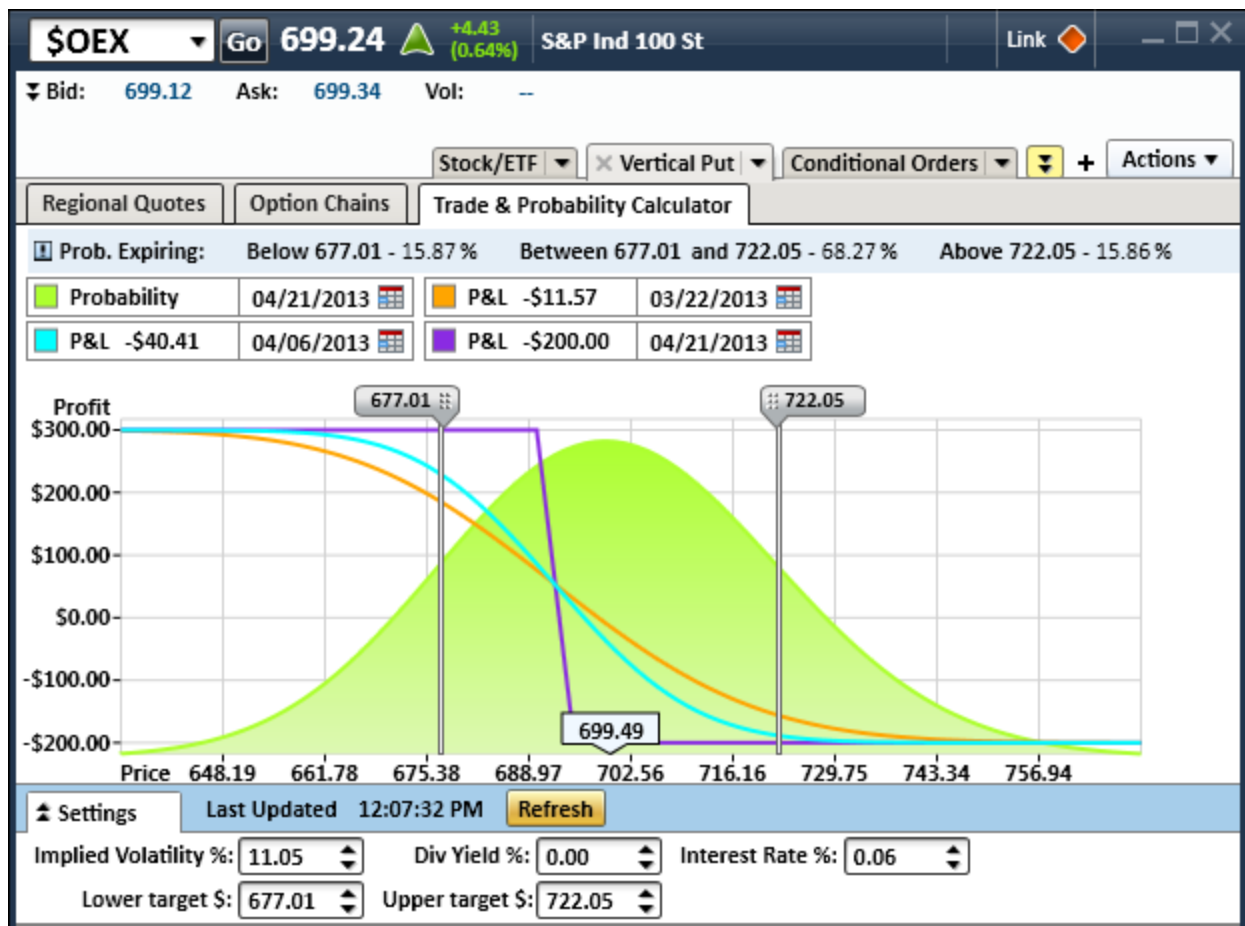 $OEX Go 699.24 +4.43 (0.64%) S&P Ind 100 St Link
Bid: 699.12 Ask: 699.34 Vol: --
Stock/ETF Vertical Put Conditional Orders + Actions
Regional Quotes Option Chains Trade & Probability Calculator
Prob. Expiring: Below 677.01 - 15.87 % Between 677.01 and 722.05 - 68.27 % Above 722.05 - 15.86 %
Probability 04/21/2013 P&L -$11.57 03/22/2013
P&L -$40.41 04/06/2013 P&L -$200.00 04/21/2013
677.01 722.05
Profit
$300.00
$200.00
$100.00
$0.00
-$100.00
699.49
-$200.00
Price 648.19 661.78 675.38 688.97 702.56 716.16 729.75 743.34 756.94
Settings Last Updated 12:07:32 PM Refresh
Implied Volatility %: 11.05 Div Yield %: 0.00 Interest Rate %: 0.06
Lower target $: 677.01 Upper target $: 722.05